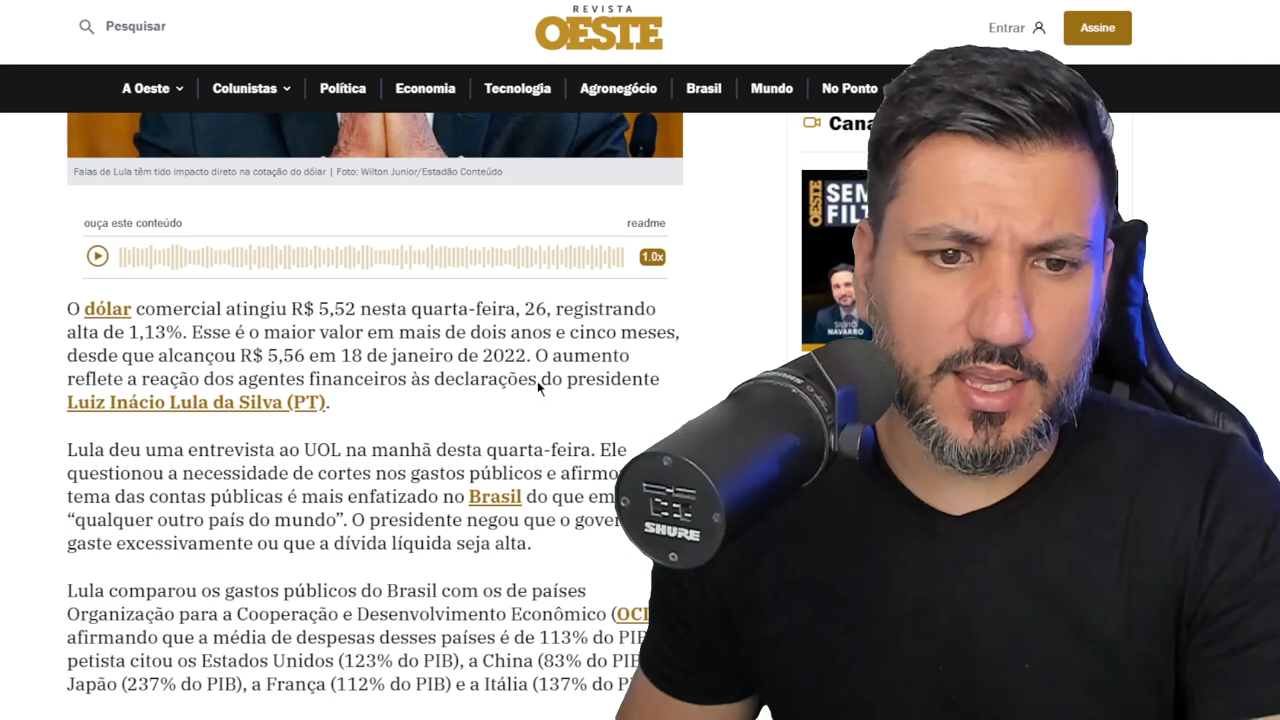 REVISTA
OESTE
Pesquisar
Entrar
Assine
A Oeste
Colunistas
Política
Economia
Tecnologia
Agronegócio
Brasil
Mundo
No Ponto
Falas de Lula têm tido impacto direto na cotação do dólar | Foto: Wilton Junior/Estadão Conteúdo
ouça este conteúdo
readme
1.0x
O dólar comercial atingiu R$ 5,52 nesta quarta-feira, 26, registrando
alta de 1,13%. Esse é o maior valor em mais de dois anos e cinco meses,
desde que alcançou R$ 5,56 em 18 de janeiro de 2022. O aumento
reflete a reação dos agentes financeiros às declarações do presidente
Luiz Inácio Lula da Silva (PT).
Lula deu uma entrevista ao UOL na manhã desta quarta-feira. Ele
questionou a necessidade de cortes nos gastos públicos e
tema das contas públicas é mais enfatizado no Brasil do que em
“qualquer outro país do mundo”. O presidente negou que o
gaste excessivamente ou que a dívida líquida seja alta.
Lula comparou os gastos públicos do Brasil com os de países
Organização para a Cooperação e Desenvolvimento Econômico
afirmando que a média de despesas desses países é de 113% do PIB
petista citou os Estados Unidos (123% do PIB), a China (83% do PIB
Japão (237% do PIB), a França (112% do PIB) e a Itália (137% do
OESTE
SILVIO
NAVARRO
SHURE